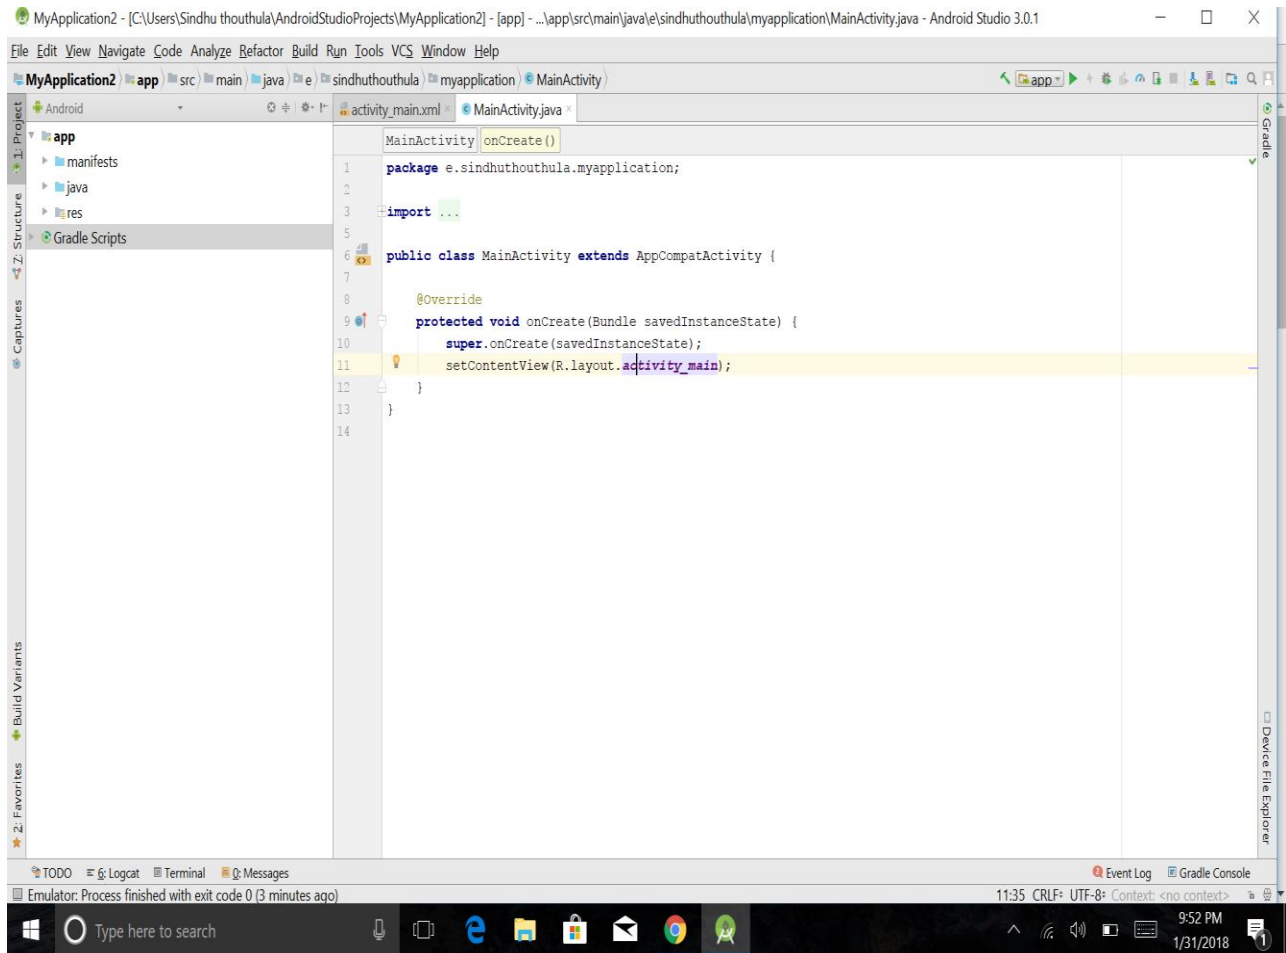 MyApplication2 - [C:\Users\Sindhu thouthula\AndroidStudioProjects\MyApplication2] - [app] - ...\app\src\main\java\e\sindhuthouthula\myapplication\MainActivity.java - Android Studio 3.0.1
File Edit View Navigate Code Analyze Refactor Build Run Tools VCS Window Help
MyApplication2 app src main java e sindhuthouthula myapplication MainActivity
app
Android
activity_main.xml MainActivity.java
1: Project
Z: Structure
Captures
Build Variants
2: Favorites
app
manifests
java
res
Gradle Scripts
MainActivity onCreate()
1 package e.sindhuthouthula.myapplication;
2
3 import ...
5
6 public class MainActivity extends AppCompatActivity {
7
8 @Override
9 protected void onCreate(Bundle savedInstanceState) {
10 super.onCreate(savedInstanceState);
11 setContentView(R.layout.activity_main);
12 }
13 }
14
Gradle
Device File Explorer
TODO 6: Logcat Terminal 0: Messages
Event Log Gradle Console
Emulator: Process finished with exit code 0 (3 minutes ago)
11:35 CRLF÷ UTF-8÷ Context: <no context>
Type here to search
9:52 PM
1/31/2018
1